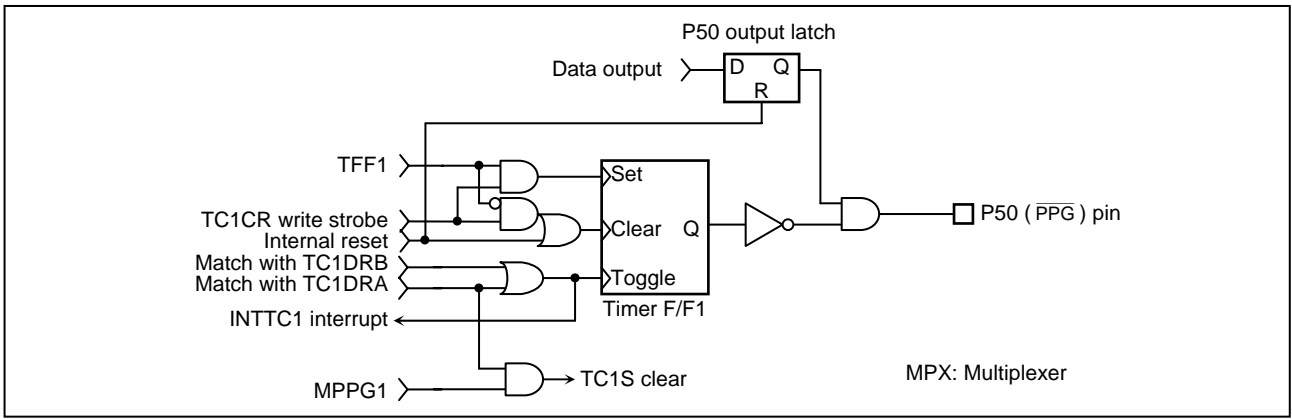 P50 output latch
Data output
D Q
R
TFF1
Set
TC1CR write strobe
P50 ( PPG ) pin
Internal reset
Clear Q
Match with TC1DRB
Match with TC1DRA
Toggle
Timer F/F1
INTTC1 interrupt
TC1S clear
MPX: Multiplexer
MPPG1